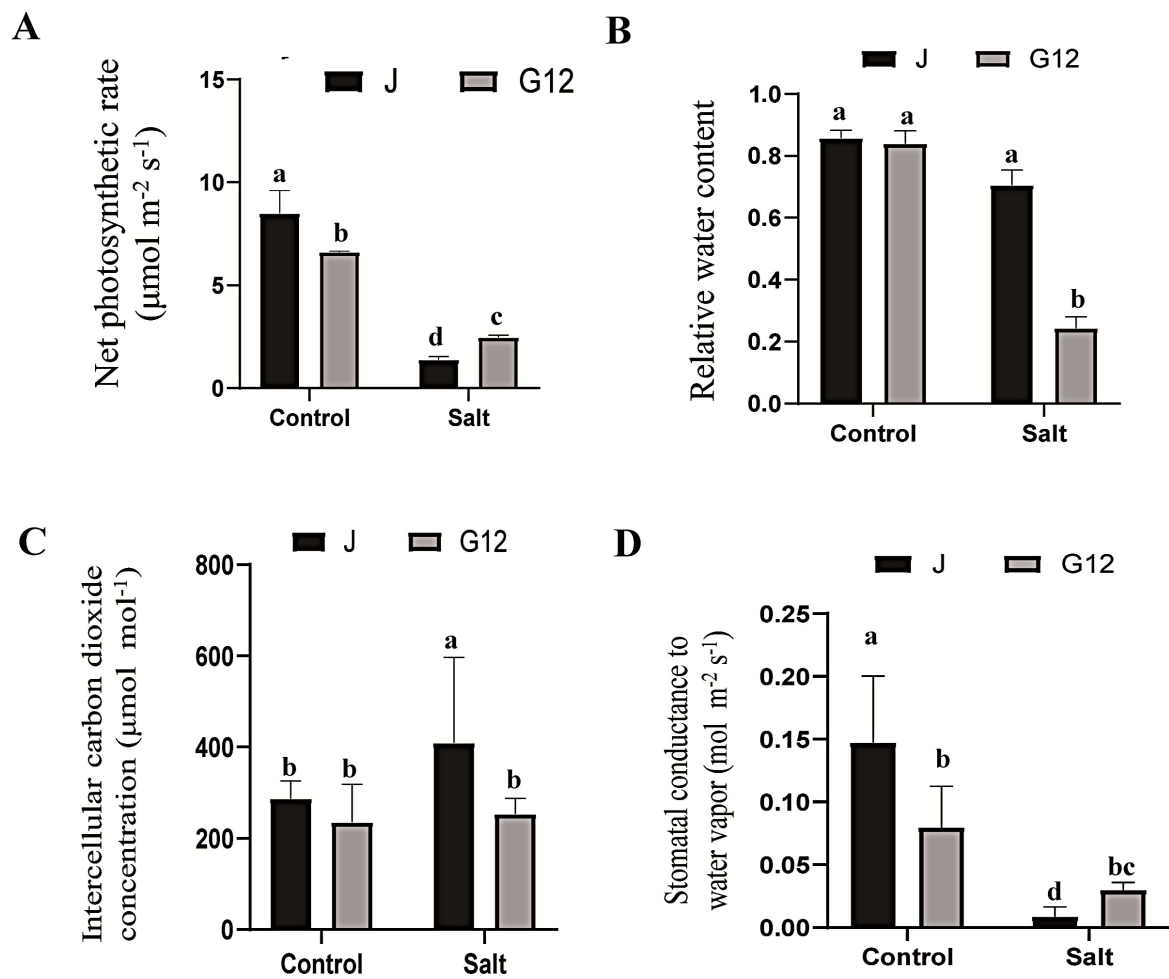 A
J G12
Net photosynthetic rate
(μmol m-2 s-1)
15
10
5
0
a
b
d
c
Control Salt
B
J G12
Relative water content
1.0
0.8
0.6
0.4
0.2
0.0
a
a
a
b
Control Salt
C
J G12
Intercellular carbon dioxide
concentration (μmol mol-1)
800
600
400
200
0
b
b
a
b
Control Salt
D
J G12
Stomatal conductance to
water vapor (mol m-2 s-1)
0.25
0.20
0.15
0.10
0.05
0.00
a
b
d
bc
Control Salt